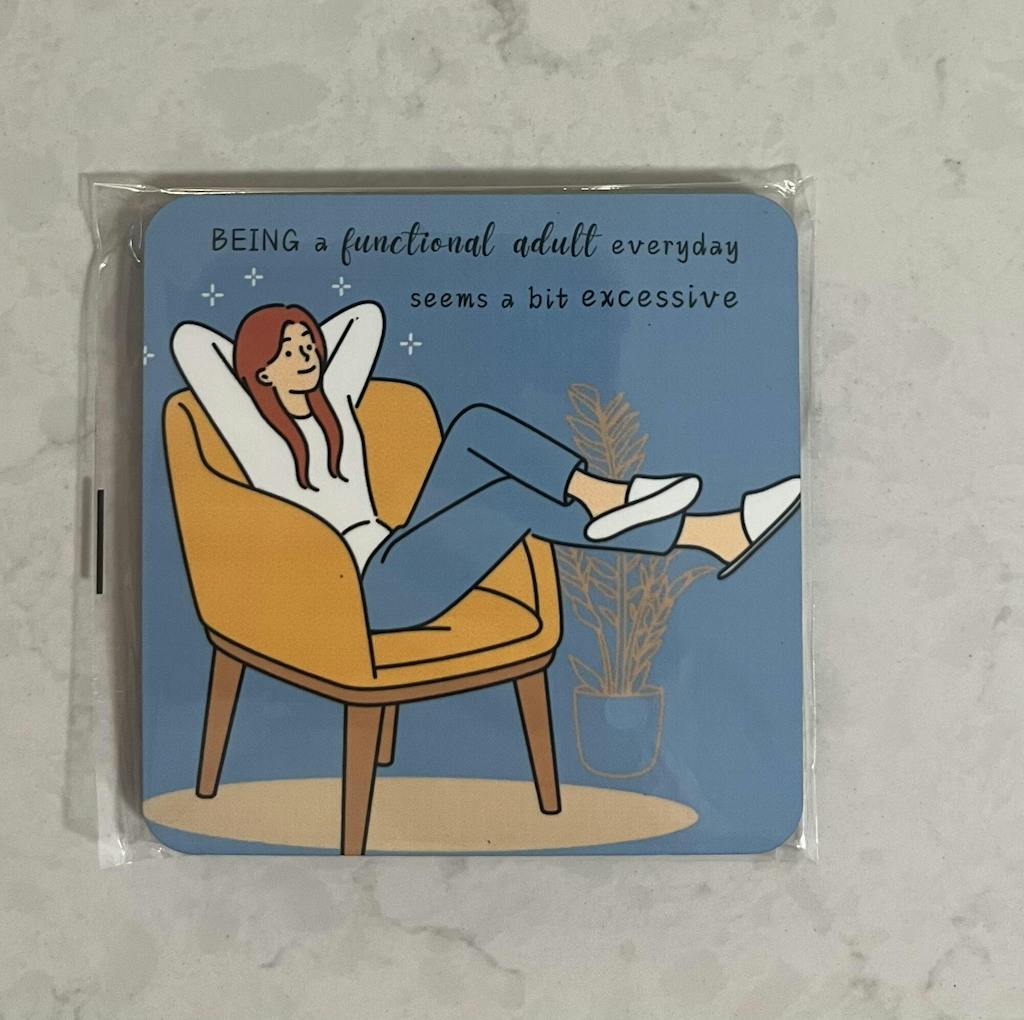 BEING a functional adult everyday
seems a bit excessive